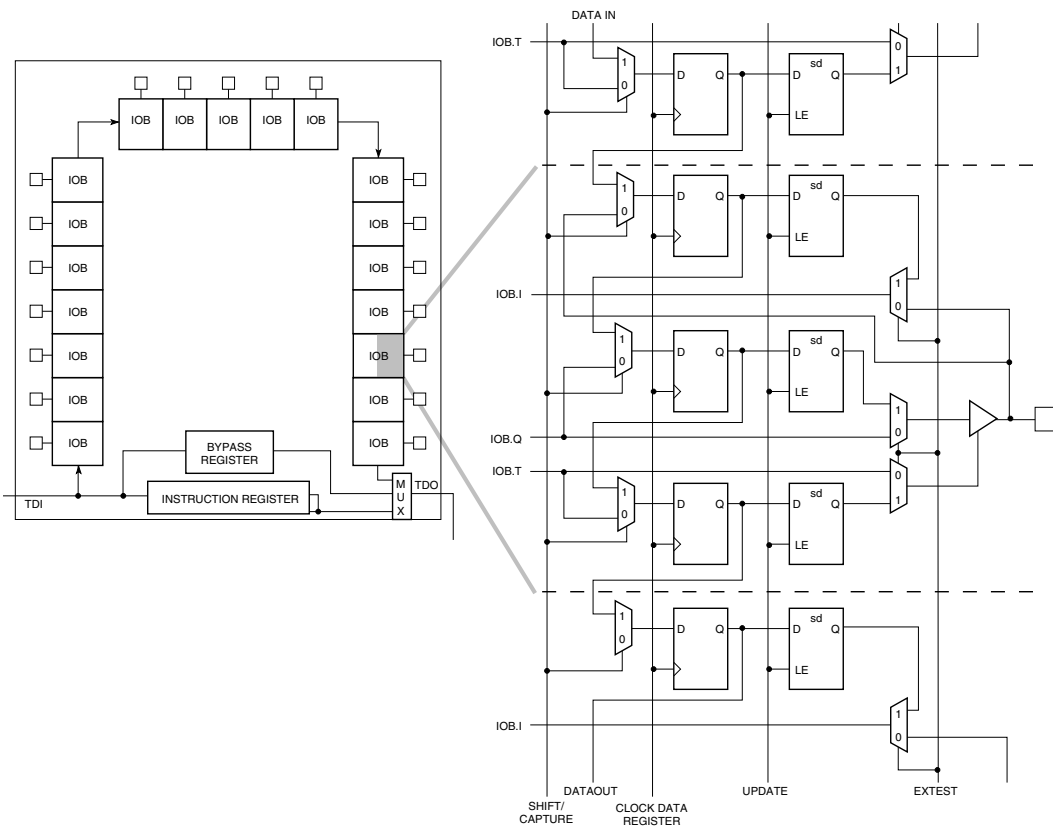 DATA IN
IOB.T
1
0
D Q
sd
D Q
LE
0
1
IOB IOB IOB IOB IOB
IOB
IOB
IOB
IOB
IOB
IOB
IOB
IOB
IOB
IOB
IOB
IOB
IOB
IOB
BYPASS
REGISTER
INSTRUCTION REGISTER
M
U
X
TDO
TDI
1
0
D Q
sd
D Q
LE
IOB.I
1
0
1
0
D Q
sd
D Q
LE
1
0
IOB.Q
IOB.T
0
1
1
0
D Q
sd
D Q
LE
1
0
D Q
sd
D Q
LE
IOB.I
1
0
SHIFT/
CAPTURE
DATAOUT
CLOCK DATA
REGISTER
UPDATE
EXTEST